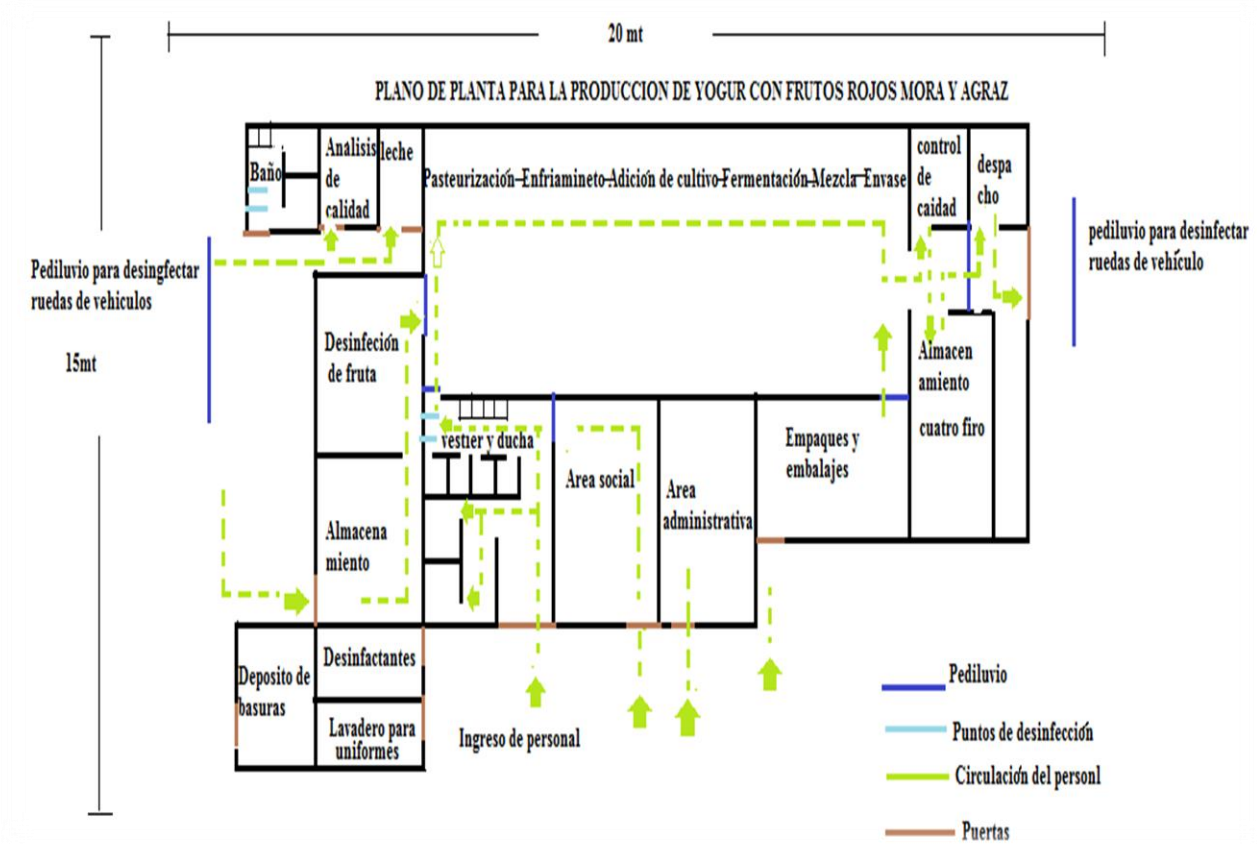 20 mt
PLANO DE PLANTA PARA LA PRODUCCION DE YOGUR CON FRUTOS ROJOS MORA Y AGRAZ
Baño
Análisis
de
calidad
leche
Pasteurización-Enfriamineto-Adición de cultivo-Fermentación-Mezcla-Envase
control
de
caidad
despa
cho
pediluvio para desinfectar
ruedas de vehículo
Pediluvio para desingfectar
ruedas de vehiculos
15mt
Desinfeción
de fruta
Almacen
amiento
cuatro firo
vestier y ducha
Empaques y
embalajes
Area social
Area
administrativa
Almacena
miento
Desinfactantes
Deposito de
basuras
Lavadero para
uniformes
Ingreso de personal
Pediluvio
Puntos de desinfección
Circulación del personl
Puertas